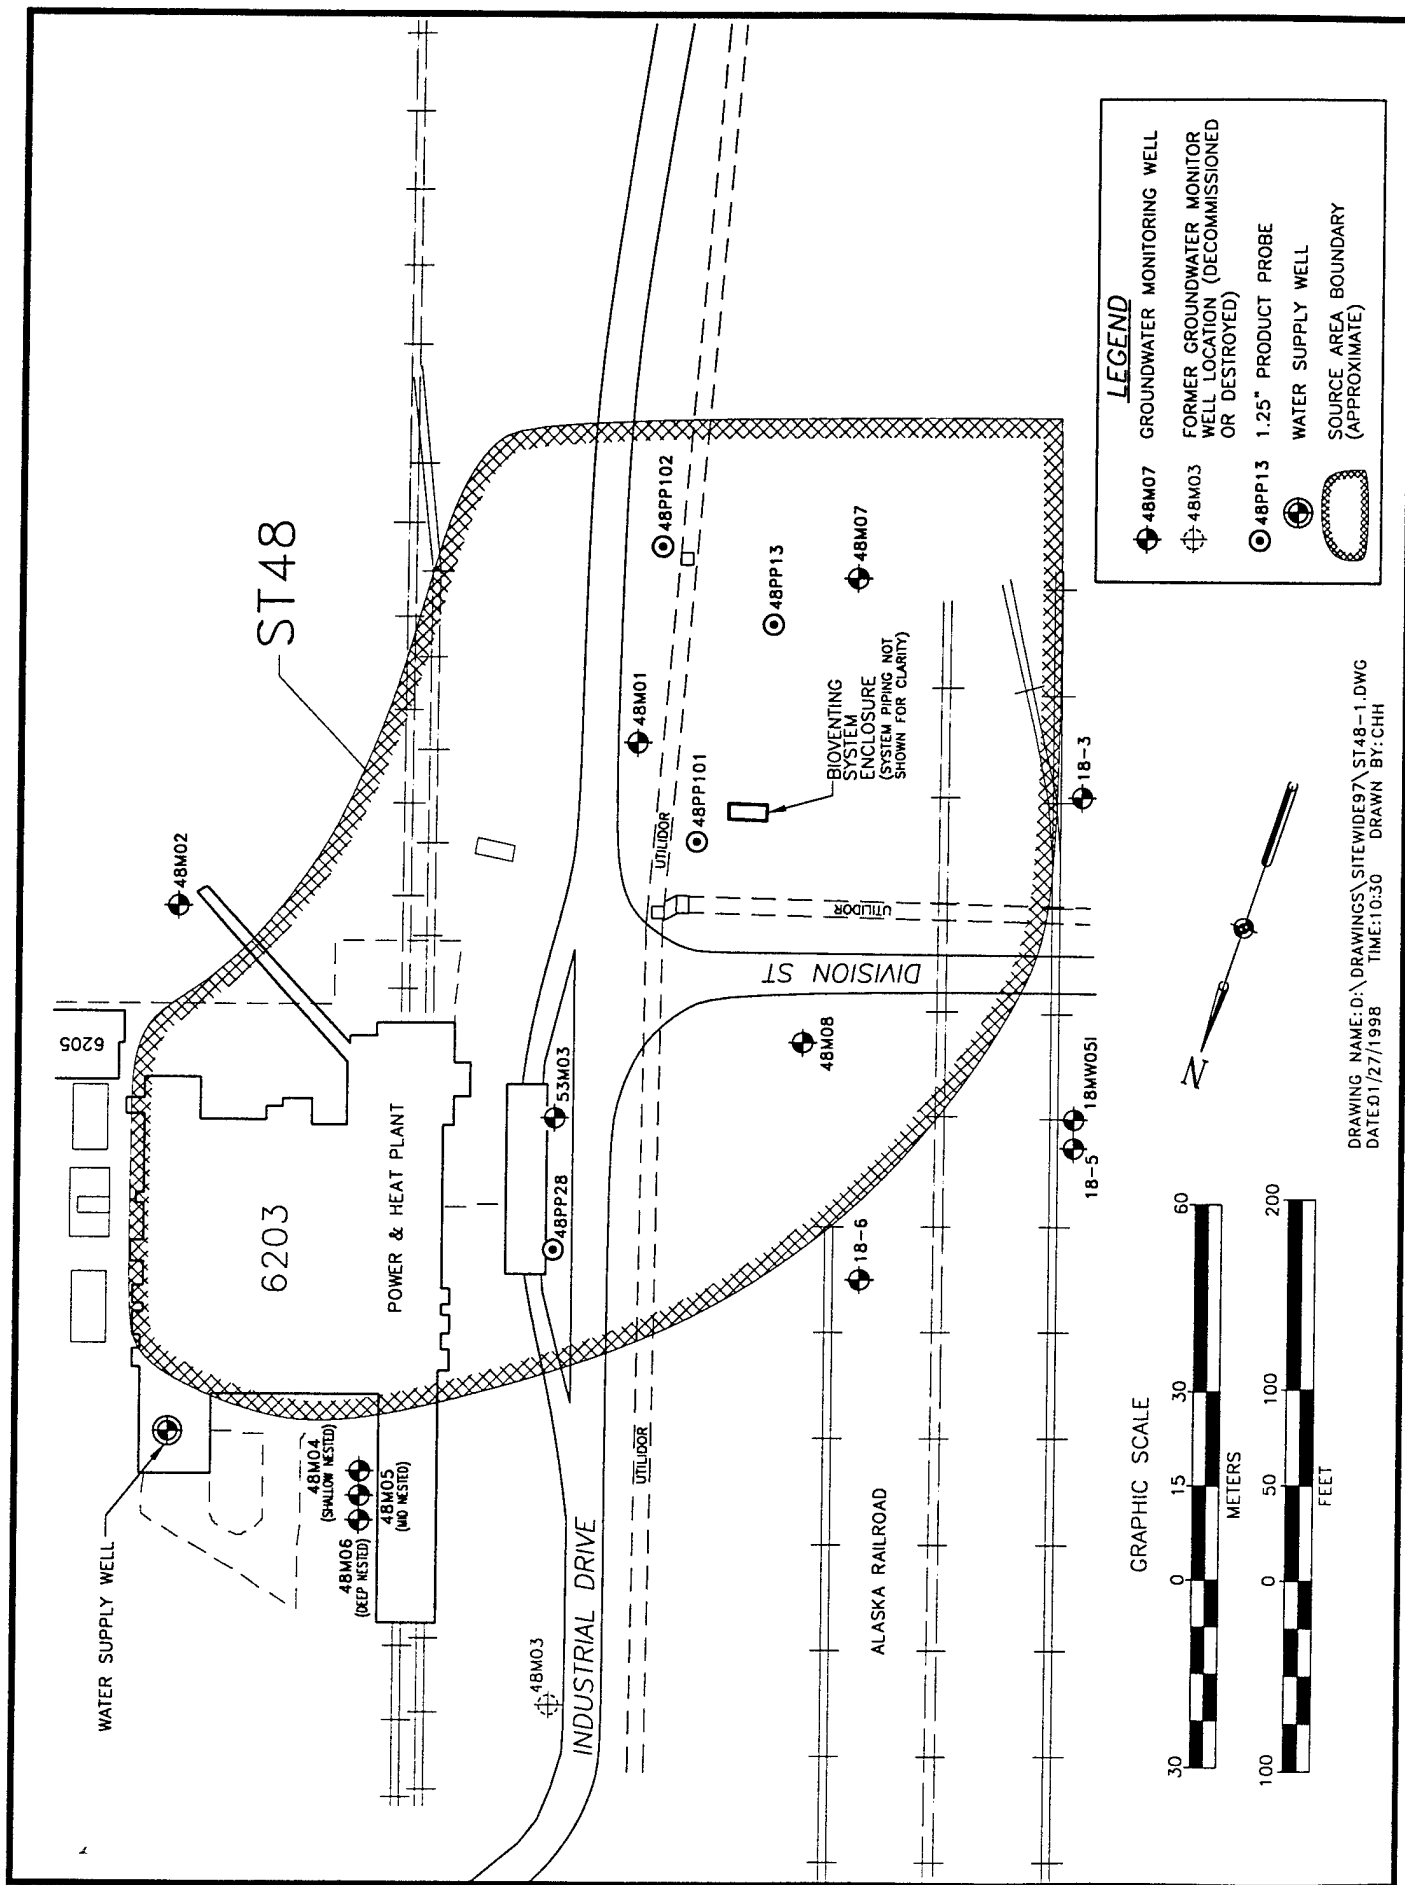 ST48
WATER SUPPLY WELL
6205
6203
POWER & HEAT PLANT
48M02
48M04
(SHALLOW NESTED)
48M05
(MID NESTED)
48M06
(DEEP NESTED)
48M03
53M03
48PP28
INDUSTRIAL DRIVE
UTILIDOR
UTILIDOR
UTILIDOR
DIVISION ST
48M01
48PP101
48PP102
48PP13
48M07
BIOVENTING
SYSTEM
ENCLOSURE
(SYSTEM PIPING NOT
SHOWN FOR CLARITY)
48M08
18-6
18-3
18MW05I
18-5
ALASKA RAILROAD
N
GRAPHIC SCALE
30 0 15 30 60
METERS
100 0 50 100 200
FEET
LEGEND
48M07 GROUNDWATER MONITORING WELL
48M03 FORMER GROUNDWATER MONITOR
WELL LOCATION (DECOMMISSIONED
OR DESTROYED)
48PP13 1.25" PRODUCT PROBE
WATER SUPPLY WELL
SOURCE AREA BOUNDARY
(APPROXIMATE)
DRAWING NAME:D:\DRAWINGS\SITEWIDE97\ST48-1.DWG
DATE:01/27/1998 TIME:10:30 DRAWN BY:CHH